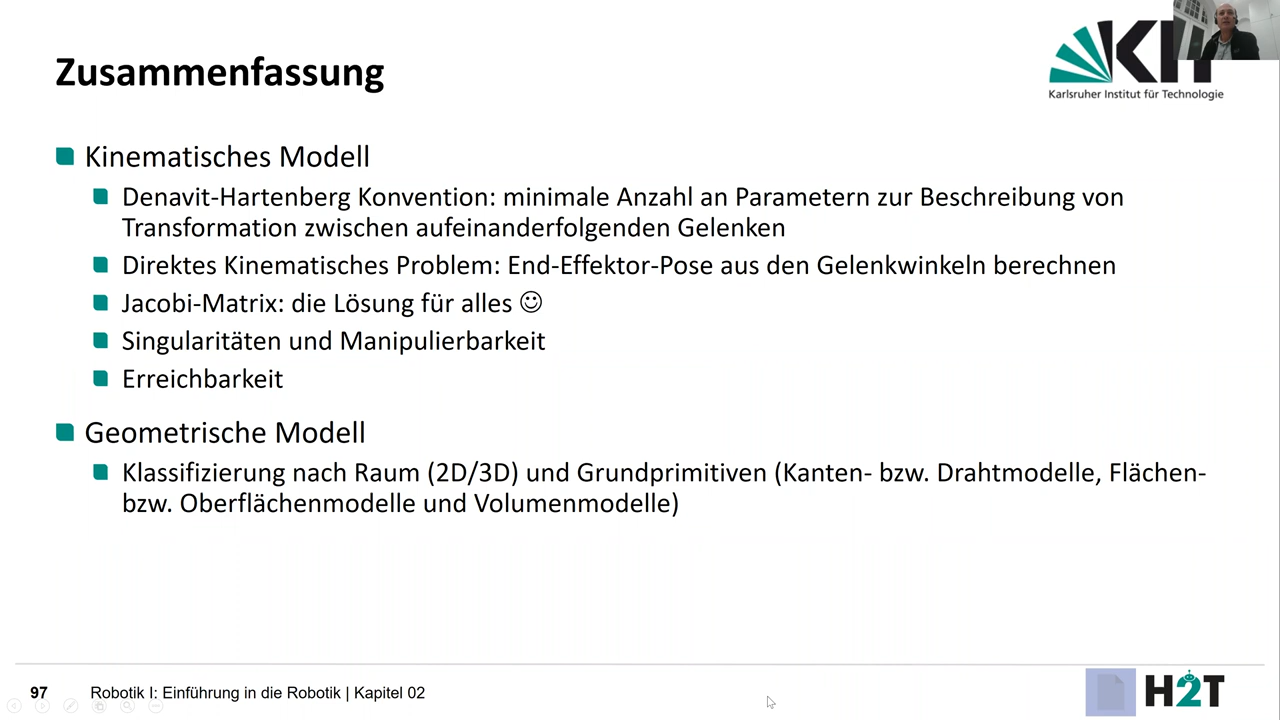 Zusammenfassung
KIT
Karlsruher Institut für Technologie
Kinematisches Modell
Denavit-Hartenberg Konvention: minimale Anzahl an Parametern zur Beschreibung von
Transformation zwischen aufeinanderfolgenden Gelenken
Direktes Kinematisches Problem: End-Effektor-Pose aus den Gelenkwinkeln berechnen
Jacobi-Matrix: die Lösung für alles ☺
Singularitäten und Manipulierbarkeit
Erreichbarkeit
Geometrische Modell
Klassifizierung nach Raum (2D/3D) und Grundprimitiven (Kanten- bzw. Drahtmodelle, Flächen-
bzw. Oberflächenmodelle und Volumenmodelle)
97 Robotik I: Einführung in die Robotik | Kapitel 02
H2T